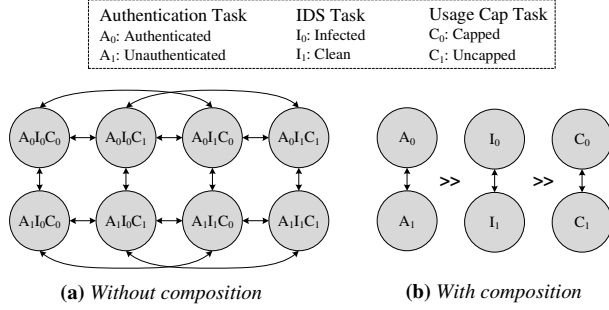 Authentication Task IDS Task Usage Cap Task
A₀: Authenticated I₀: Infected C₀: Capped
A₁: Unauthenticated I₁: Clean C₁: Uncapped
A₀I₀C₀ A₀I₀C₁ A₀I₁C₀ A₀I₁C₁ A₀ I₀ C₀
>> >>
A₁I₀C₀ A₁I₀C₁ A₁I₁C₀ A₁I₁C₁ A₁ I₁ C₁
(a) Without composition (b) With composition